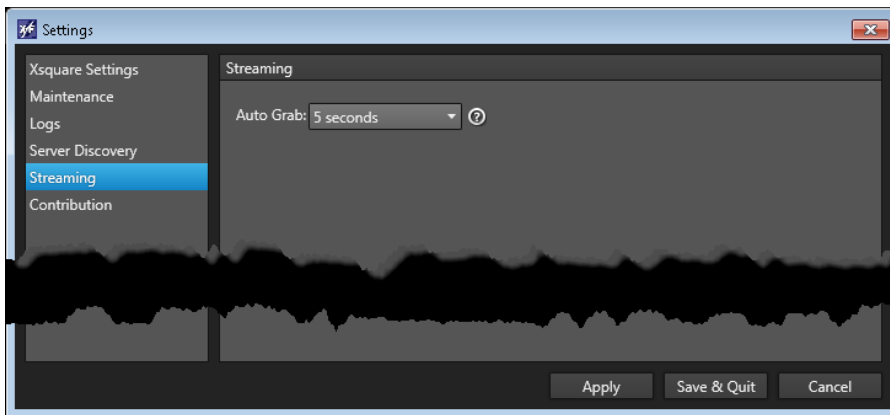 Settings
Xsquare Settings
Maintenance
Logs
Server Discovery
Streaming
Contribution
Streaming
Auto Grab: 5 seconds
Apply Save & Quit Cancel